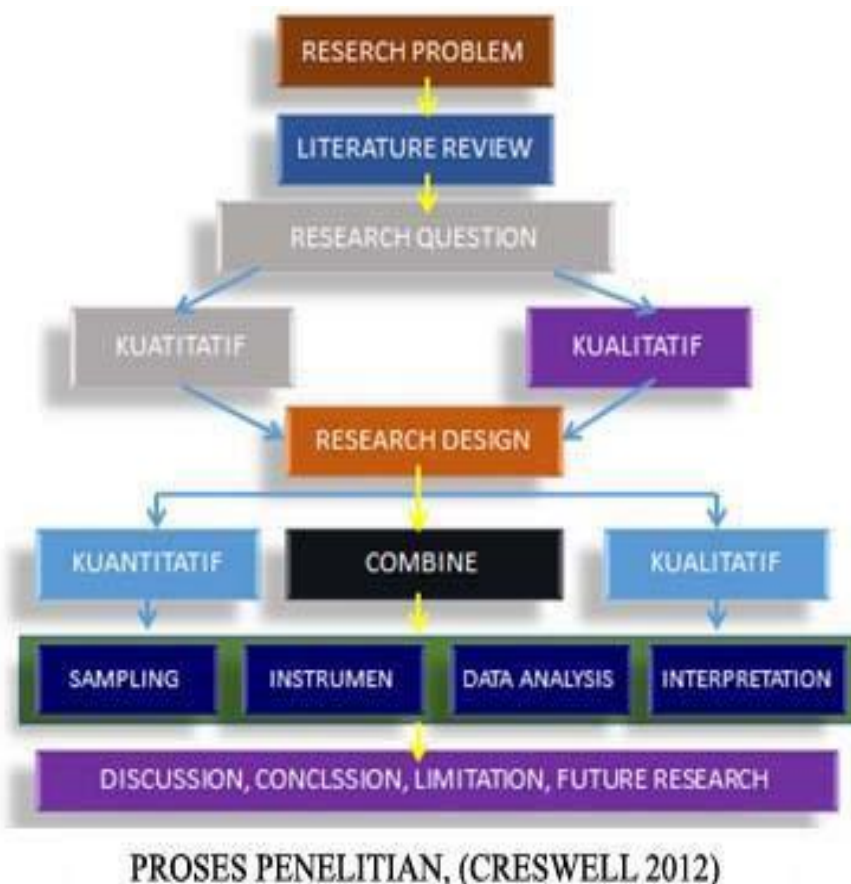 RESERCH PROBLEM
LITERATURE REVIEW
RESEARCH QUESTION
KUATITATIF
KUALITATIF
RESEARCH DESIGN
KUANTITATIF
COMBINE
KUALITATIF
SAMPLING
INSTRUMEN
DATA ANALYSIS
INTERPRETATION
DISCUSSION, CONCLSSION, LIMITATION, FUTURE RESEARCH
PROSES PENELITIAN, (CRESWELL 2012)